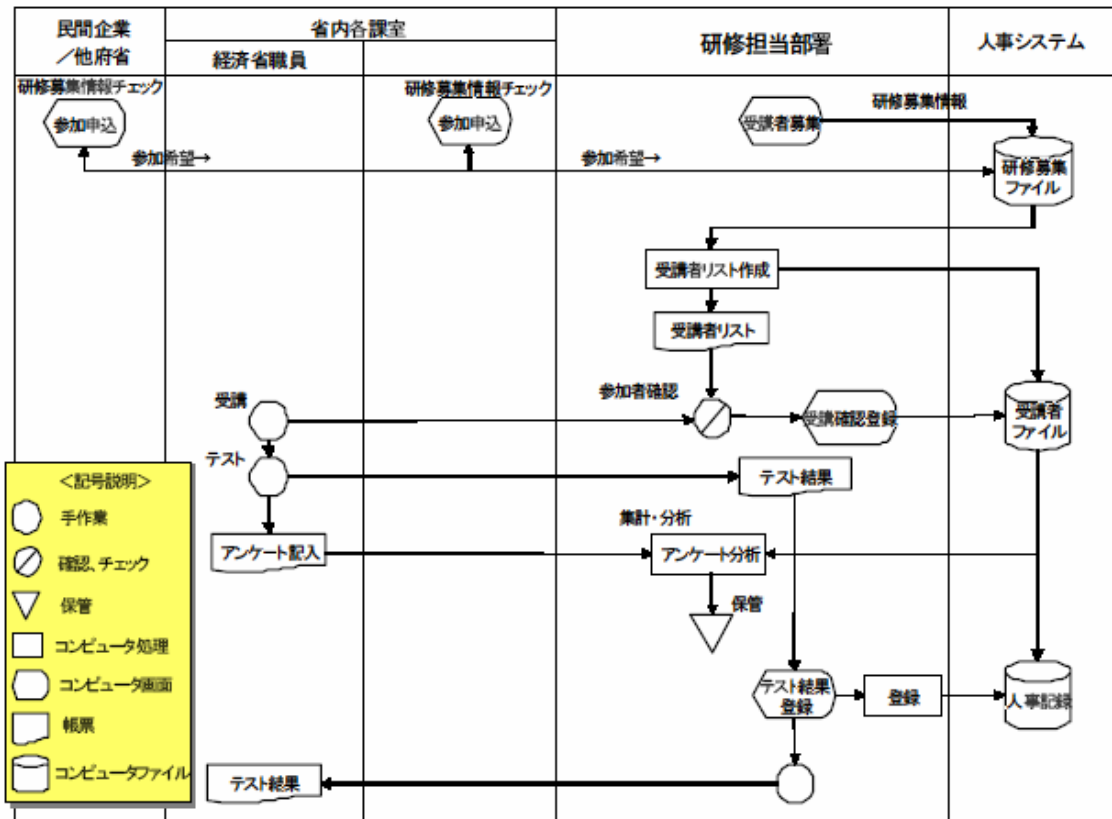 民間企業
／他府省
省内各課室
経済省職員
研修担当部署
人事システム
研修募集情報チェック
参加申込
研修募集情報チェック
参加申込
受講者募集
研修募集情報
参加希望→
参加希望→
研修募集
ファイル
受講者リスト作成
受講者リスト
受講
参加者確認
受講確認登録
受講者
ファイル
テスト
テスト結果
集計・分析
アンケート記入
アンケート分析
保管
テスト結果
登録
登録
人事記録
テスト結果
＜記号説明＞
手作業
確認、チェック
保管
コンピュータ処理
コンピュータ画面
帳票
コンピュータファイル